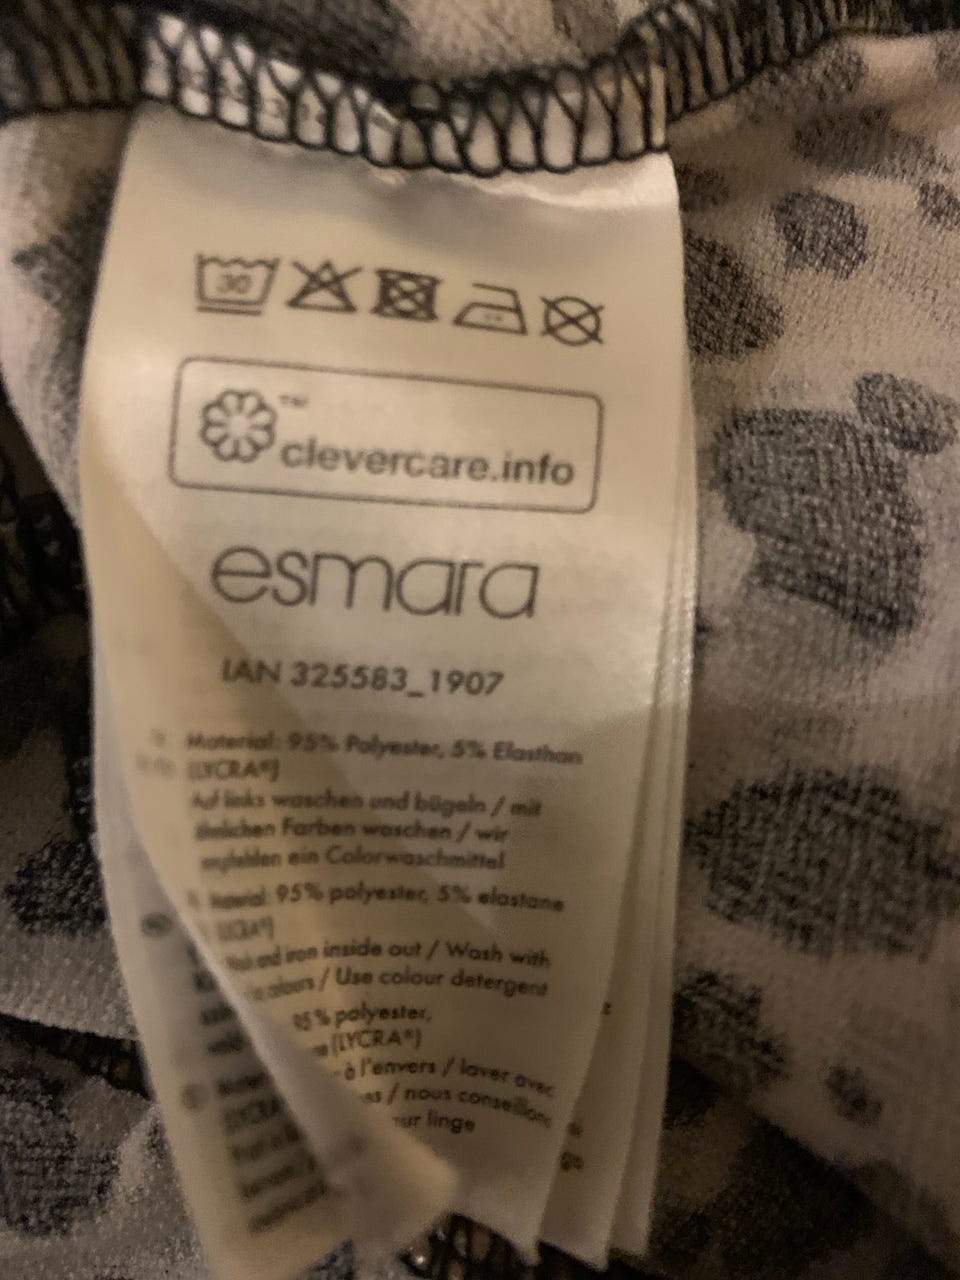 30
™
clevercare.info
esmara
IAN 325583_1907
Material: 95% Polyester, 5% Elasthan
(LYCRA®)
Auf links waschen und bügeln / mit
ähnlichen Farben waschen / wir
empfehlen ein Colorwaschmittel
Material: 95% polyester, 5% elastane
(LYCRA®)
Wash and iron inside out / Wash with
colours / Use colour detergent
95% polyester,
(LYCRA®)
à l'envers / laver avec
/ nous conseillons
linge